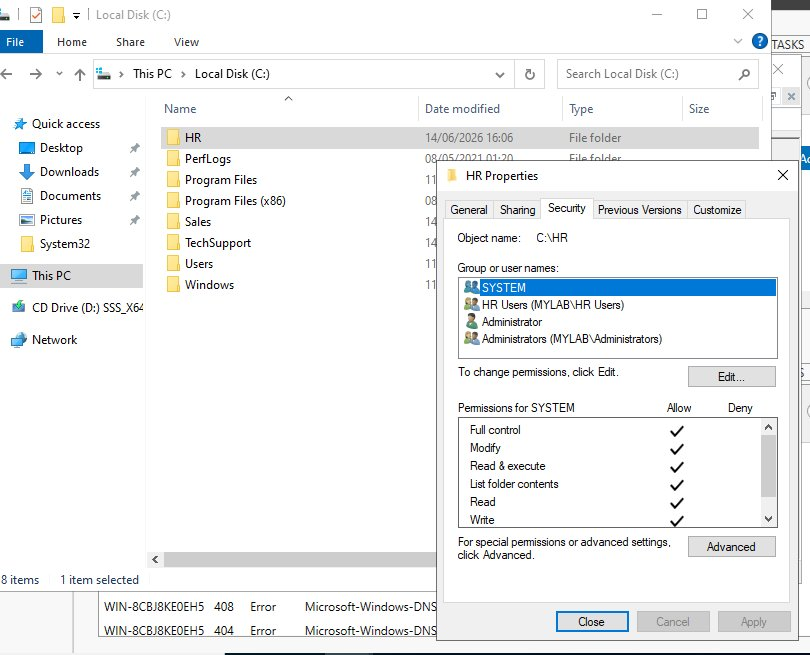 Local Disk (C:)
File Home Share View
TASKS
This PC Local Disk (C:) Search Local Disk (C:)
Name Date modified Type Size
Quick access
Desktop
Downloads
Documents
Pictures
System32
This PC
CD Drive (D:) SSS_X64
Network
HR 14/06/2026 16:06 File folder
PerfLogs 08/05/2021 01:20 File folder
Program Files 11
Program Files (x86) 08
Sales 14
TechSupport 14
Users 11
Windows 11
8 items 1 item selected
HR Properties
General Sharing Security Previous Versions Customize
Object name: C:\HR
Group or user names:
SYSTEM
HR Users (MYLAB\HR Users)
Administrator
Administrators (MYLAB\Administrators)
To change permissions, click Edit. Edit...
Permissions for SYSTEM Allow Deny
Full control
Modify
Read & execute
List folder contents
Read
Write
For special permissions or advanced settings,
click Advanced. Advanced
Close Cancel Apply
WIN-8CBJ8KE0EH5 408 Error Microsoft-Windows-DNS
WIN-8CBJ8KE0EH5 404 Error Microsoft-Windows-DNS